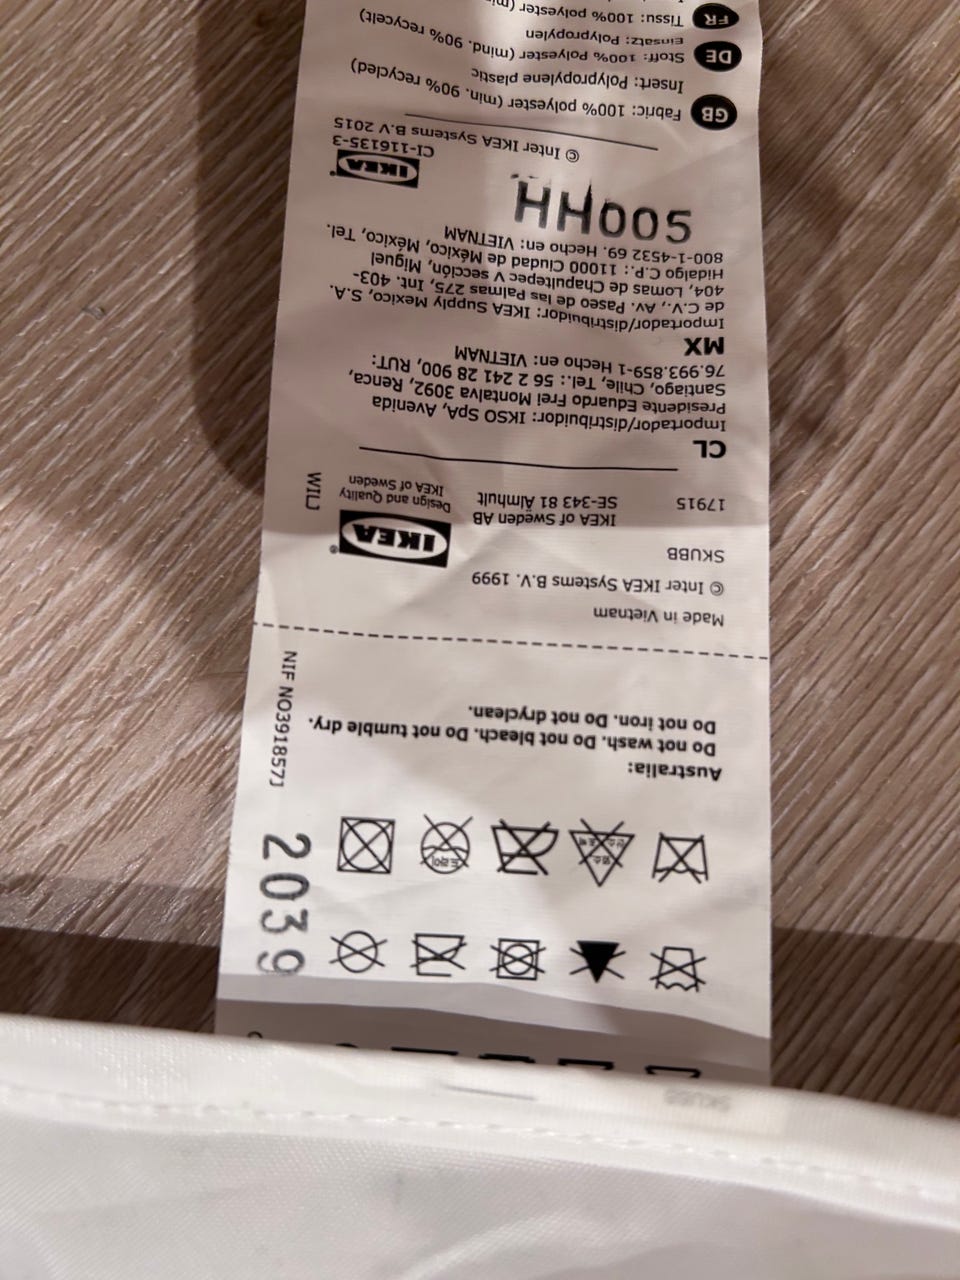 2039
NIF NO391857J
Australia:
Do not wash. Do not bleach. Do not tumble dry.
Do not iron. Do not dryclean.
Made in Vietnam
© Inter IKEA Systems B.V. 1999
SKUBB
17915
IKEA of Sweden AB
SE-343 81 Älmhult
IKEA®
Design and Quality
IKEA of Sweden
WILJ
CL
Importador/distribuidor: IKSO SpA, Avenida
Presidente Eduardo Frei Montalva 3092, Renca,
Santiago, Chile, Tel.: 56 2 241 28 900, RUT:
76.993.859-1 Hecho en: VIETNAM
MX
Importador/distribuidor: IKEA Supply Mexico, S.A.
de C.V., Av. Paseo de las Palmas 275, Int. 403-
404, Lomas de Chapultepec V sección, Miguel
Hidalgo C.P.: 11000 Ciudad de México, México, Tel.
800-1-4532 69. Hecho en: VIETNAM
500HH
IKEA®
CI-116135-3
© Inter IKEA Systems B.V 2015
GB Fabric: 100% polyester (min. 90% recycled)
Insert: Polypropylene plastic
DE Stoff: 100% Polyester (mind. 90% recycelt)
Einsatz: Polypropylen
FR Tissu: 100% polyester